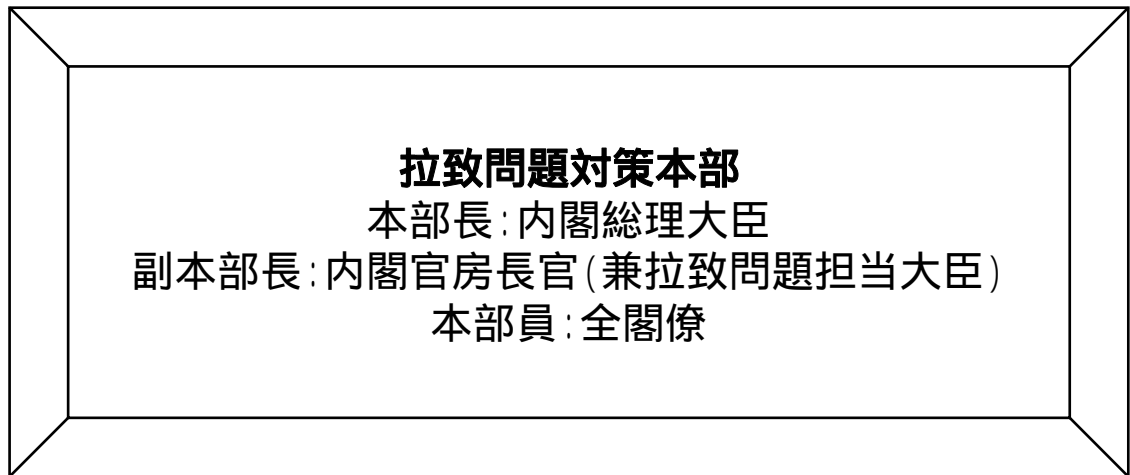 拉致問題対策本部
本部長:内閣総理大臣
副本部長:内閣官房長官(兼拉致問題担当大臣)
本部員:全閣僚